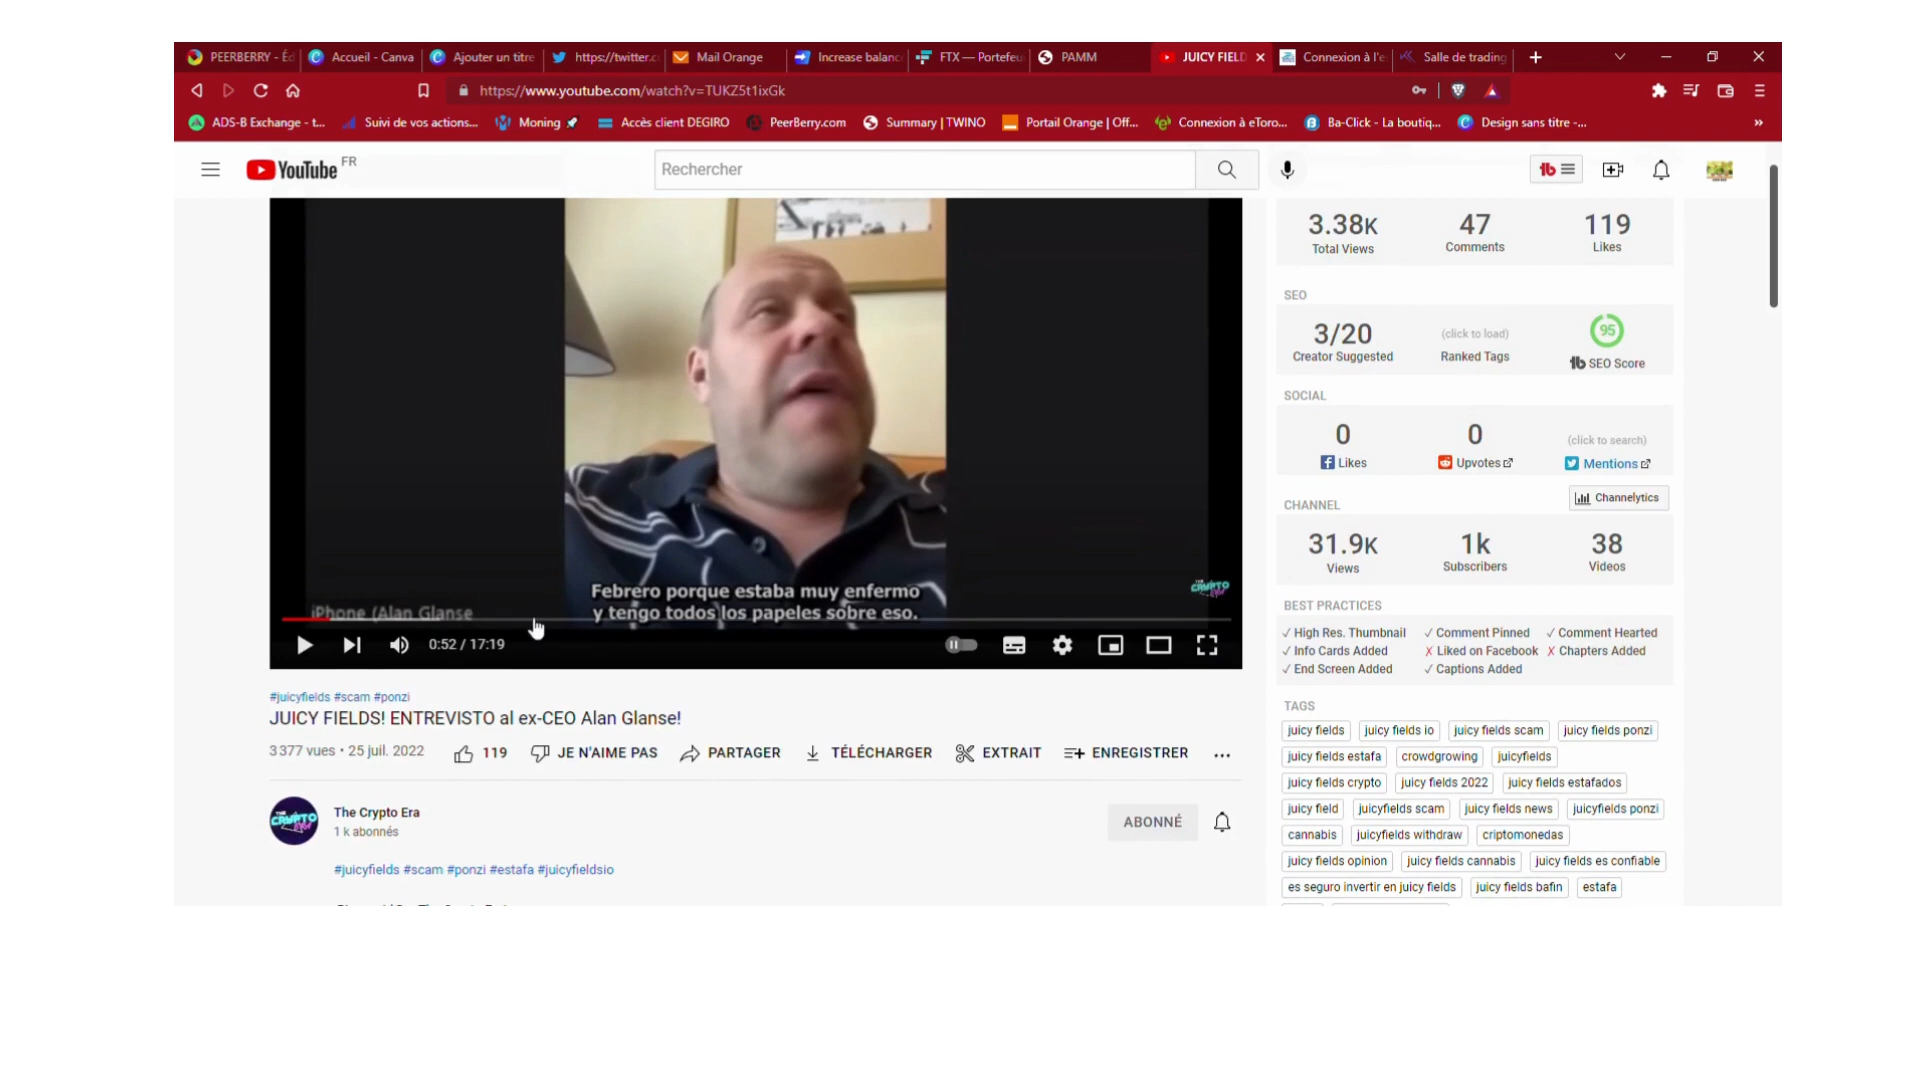 PEERBERRY - Éd
Accueil - Canva
Ajouter un titre
https://twitter.c
Mail Orange
Increase balanc
FTX — Portefeu
PAMM
JUICY FIELD
Connexion à l'e
Salle de trading
https://www.youtube.com/watch?v=TUKZ5t1ixGk
ADS-B Exchange - t...
Suivi de vos actions...
Moning
Accès client DEGIRO
PeerBerry.com
Summary | TWINO
Portail Orange | Off...
Connexion à eToro...
Ba-Click - La boutiq...
Design sans titre -...
YouTube FR
Rechercher
Febrero porque estaba muy enfermo
y tengo todos los papeles sobre eso.
iPhone (Alan Glanse
THE CRYPTO ERA
0:52 / 17:19
#juicyfields #scam #ponzi
JUICY FIELDS! ENTREVISTO al ex-CEO Alan Glanse!
3 377 vues • 25 juil. 2022
119
JE N'AIME PAS
PARTAGER
TÉLÉCHARGER
EXTRAIT
ENREGISTRER
The Crypto Era
1 k abonnés
ABONNÉ
#juicyfields #scam #ponzi #estafa #juicyfieldsio
3.38K 47 119
Total Views Comments Likes
SEO
3/20 (click to load) 95
Creator Suggested Ranked Tags tb SEO Score
SOCIAL
0 0 (click to search)
Likes Upvotes Mentions
CHANNEL Channelytics
31.9K 1k 38
Views Subscribers Videos
BEST PRACTICES
✓ High Res. Thumbnail ✓ Comment Pinned ✓ Comment Hearted
✓ Info Cards Added ✗ Liked on Facebook ✗ Chapters Added
✓ End Screen Added ✓ Captions Added
TAGS
juicy fields juicy fields io juicy fields scam juicy fields ponzi
juicy fields estafa crowdgrowing juicyfields
juicy fields crypto juicy fields 2022 juicy fields estafados
juicy field juicyfields scam juicy fields news juicyfields ponzi
cannabis juicyfields withdraw criptomonedas
juicy fields opinion juicy fields cannabis juicy fields es confiable
es seguro invertir en juicy fields juicy fields bafin estafa